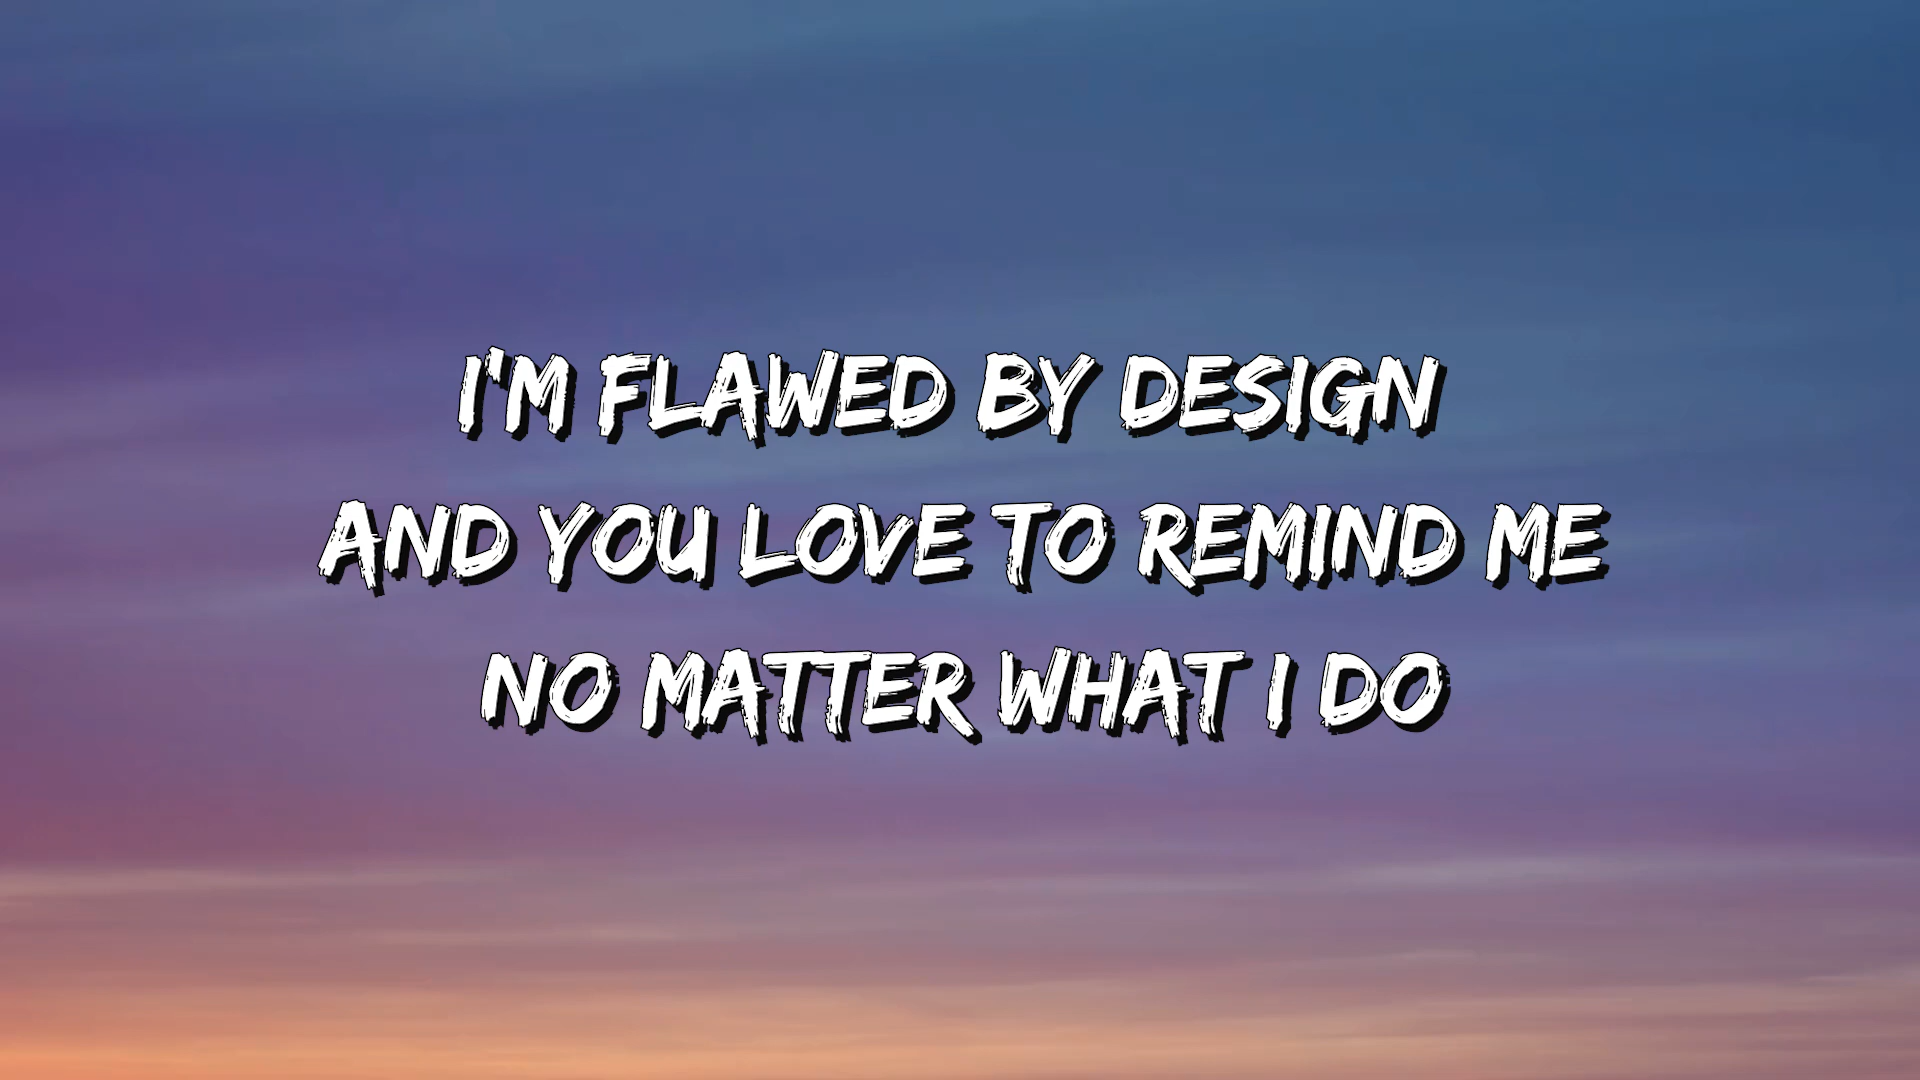 I'M FLAWED BY DESIGN
AND YOU LOVE TO REMIND ME
NO MATTER WHAT I DO